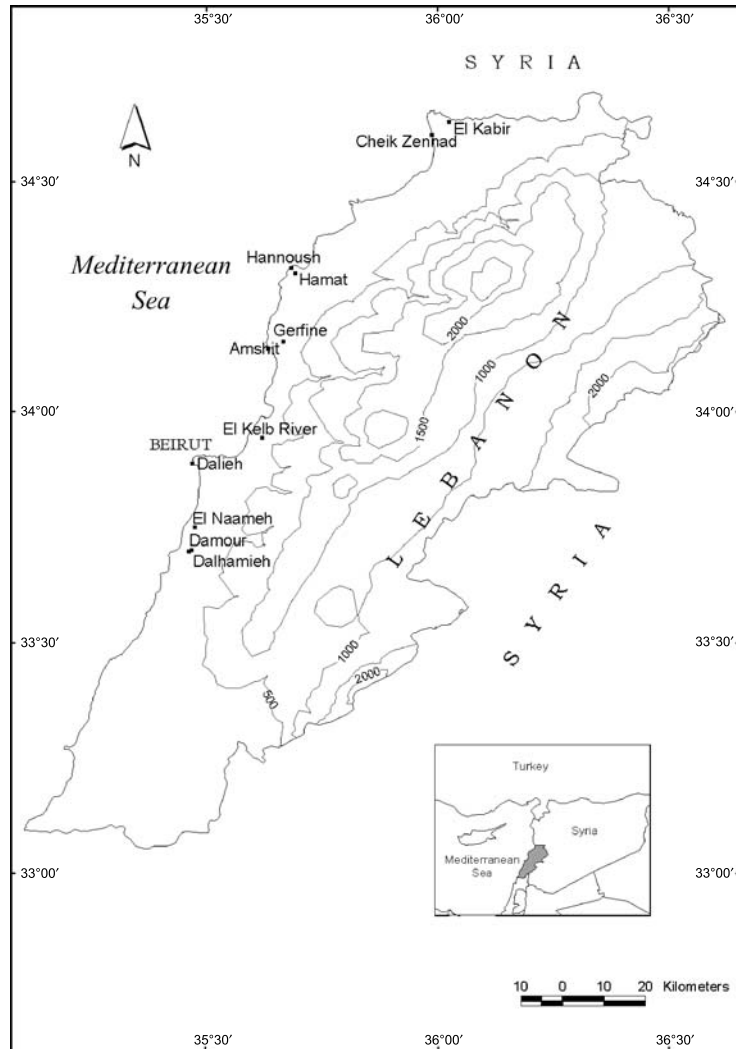 35°30′ 36°00′ 36°30′
S Y R I A
El Kabir
Cheik Zennad
N
34°30′ 34°30′
Hannoush
Mediterranean
Sea
Hamat
Gerfine
Amshit
2000
1000
2000
34°00′ 34°00′
El Kelb River
1500
BEIRUT
Dalieh
L E B A N O N
El Naameh
Damour
Dalhamieh
S Y R I A
33°30′ 33°30′
1000
2000
500
Turkey
Syria
Mediterranean
Sea
33°00′ 33°00′
10 0 10 20 Kilometers
35°30′ 36°00′ 36°30′